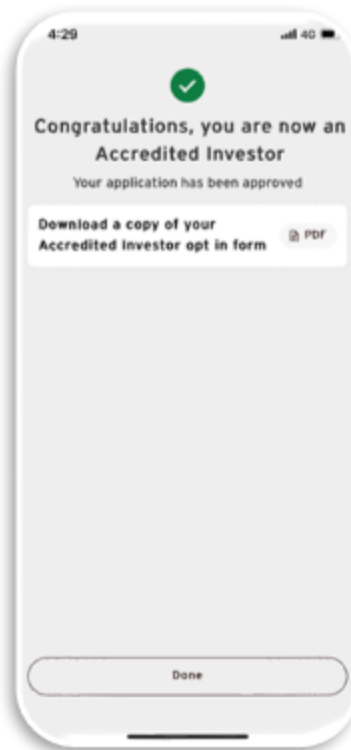 4:29
4G
Congratulations, you are now an
Accredited Investor
Your application has been approved
Download a copy of your
Accredited Investor opt in form
PDF
Done